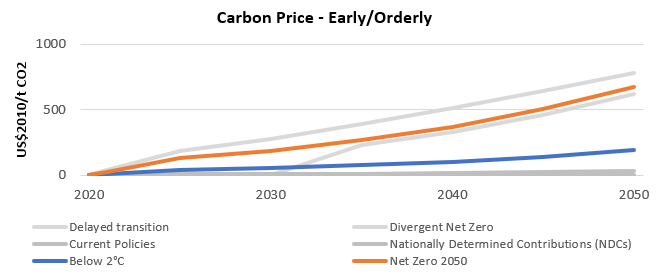 Carbon Price - Early/Orderly
US$2010/t CO2
1000
500
0
2020 2030 2040 2050
Delayed transition Divergent Net Zero
Current Policies Nationally Determined Contributions (NDCs)
Below 2°C Net Zero 2050